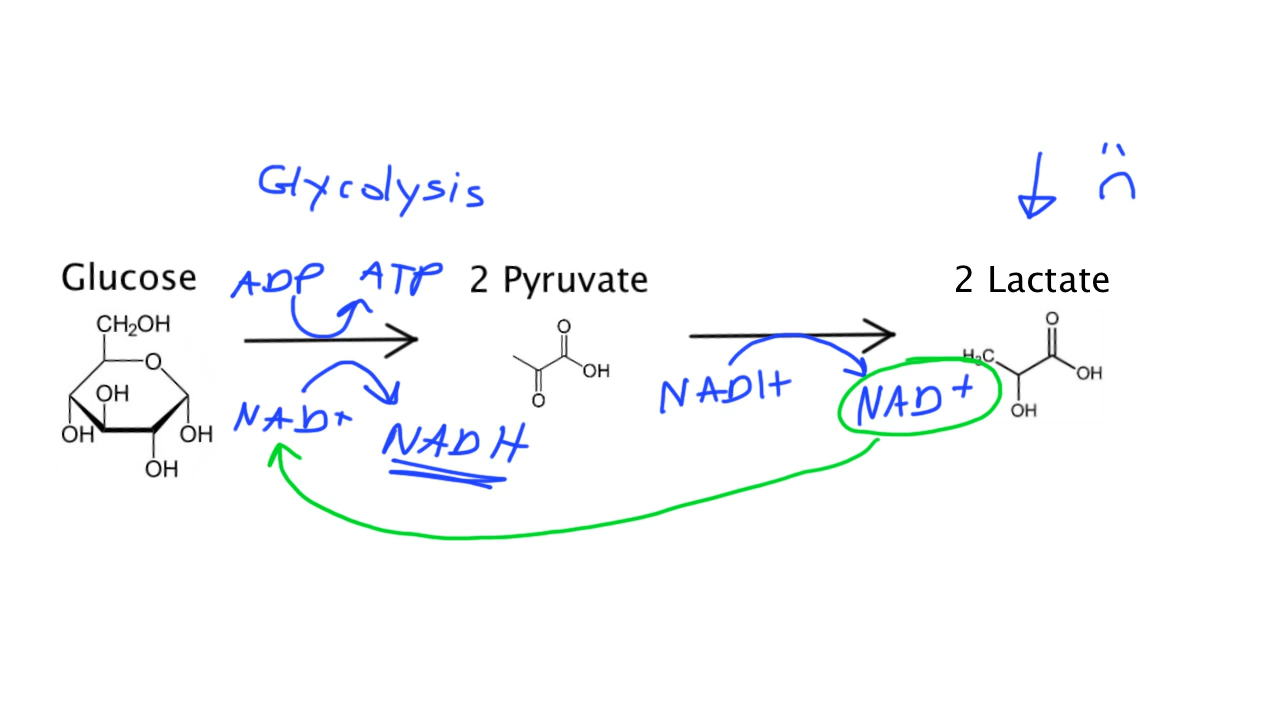 Glycolysis
Glucose
ADP ATP
2 Pyruvate
2 Lactate
CH₂OH
O
OH
OH
OH
OH
NAD+
NADH
O
OH
O
NADH
NAD+
H₃C
O
OH
OH